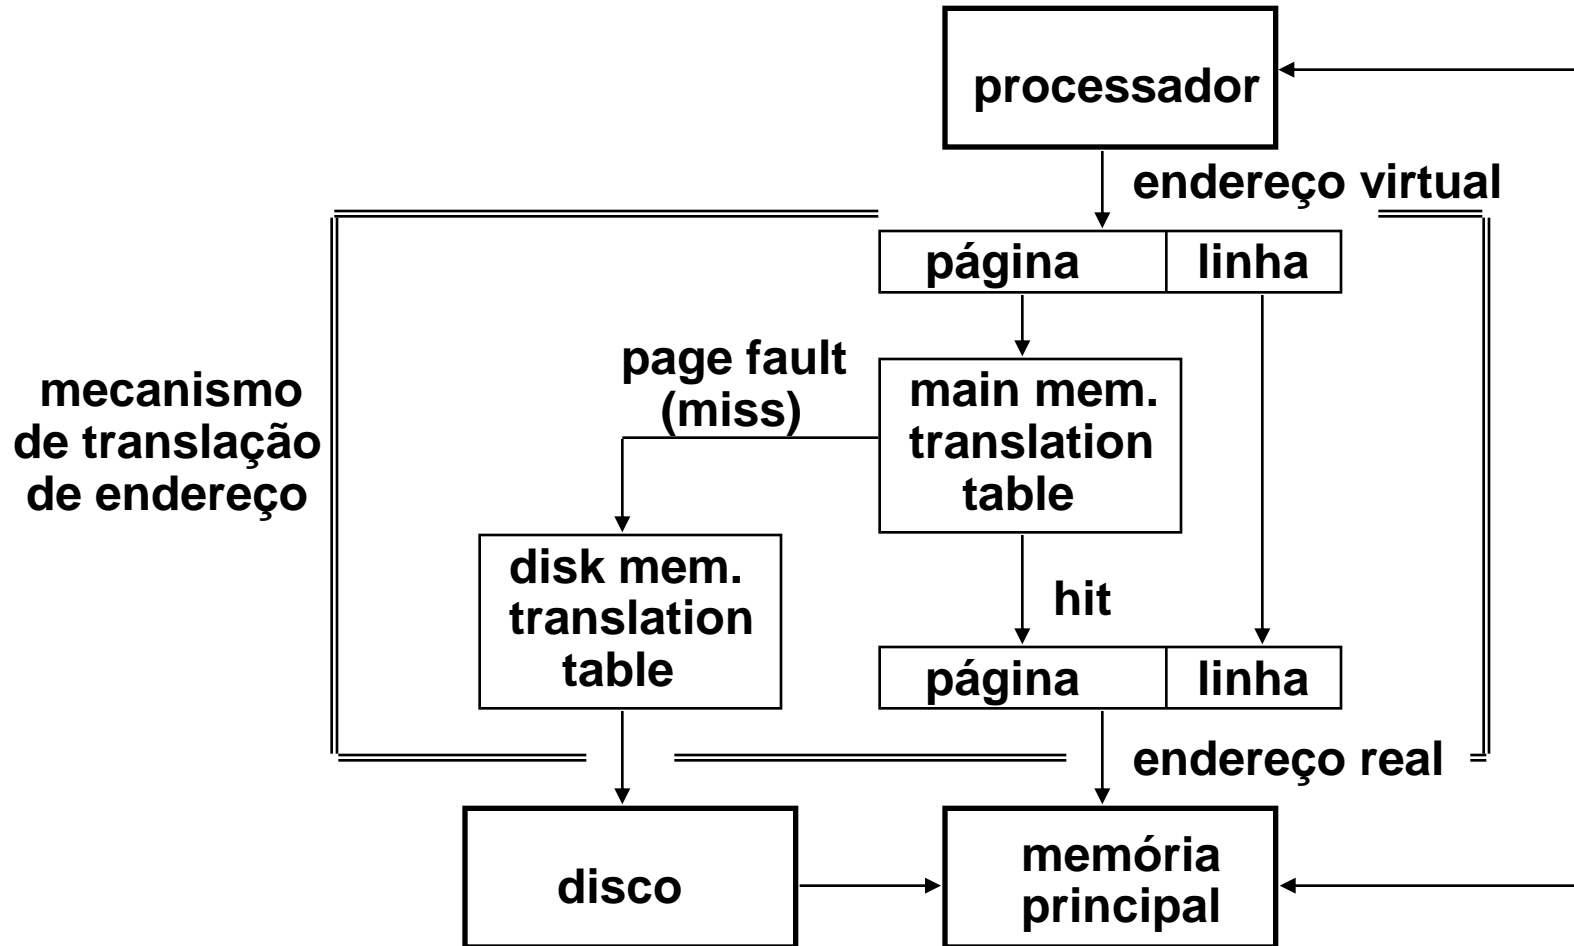 processador
endereço virtual
página
linha
page fault
(miss)
main mem.
translation
table
mecanismo
de translação
de endereço
disk mem.
translation
table
hit
página
linha
endereço real
disco
memória
principal